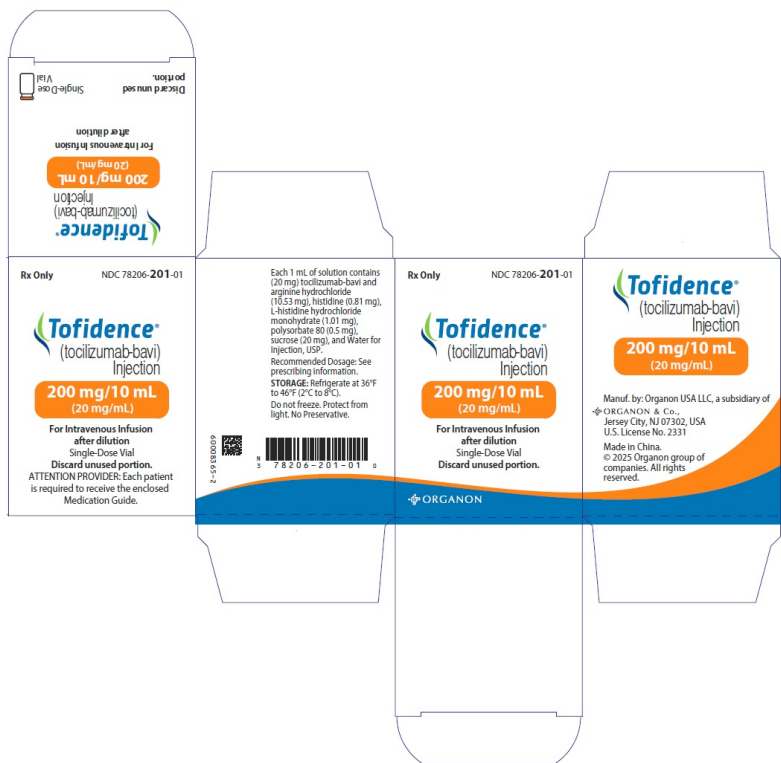 Discard unused
portion.
Single-Dose
Vial
For Intravenous Infusion
after dilution
200 mg/10 mL
(20 mg/mL)
Tofidence®
(tocilizumab-bavi)
Injection
Rx Only
NDC 78206-201-01
Tofidence®
(tocilizumab-bavi)
Injection
200 mg/10 mL
(20 mg/mL)
For Intravenous Infusion
after dilution
Single-Dose Vial
Discard unused portion.
ATTENTION PROVIDER: Each patient
is required to receive the enclosed
Medication Guide.
Each 1 mL of solution contains
(20 mg) tocilizumab-bavi and
arginine hydrochloride
(10.53 mg), histidine (0.81 mg),
L-histidine hydrochloride
monohydrate (1.01 mg),
polysorbate 80 (0.5 mg),
sucrose (20 mg), and Water for
Injection, USP.
Recommended Dosage: See
prescribing information.
STORAGE: Refrigerate at 36°F
to 46°F (2°C to 8°C).
Do not freeze. Protect from
light. No Preservative.
60008365-2
N
3 78206-201-01 0
Rx Only
NDC 78206-201-01
Tofidence®
(tocilizumab-bavi)
Injection
200 mg/10 mL
(20 mg/mL)
For Intravenous Infusion
after dilution
Single-Dose Vial
Discard unused portion.
ORGANON
Tofidence®
(tocilizumab-bavi)
Injection
200 mg/10 mL
(20 mg/mL)
Manuf. by: Organon USA LLC, a susidiary of
ORGANON & Co.,
Jersey City, NJ 07302, USA
U.S. License No. 2331
Made in China.
© 2025 Organon group of
companies. All rights
reserved.